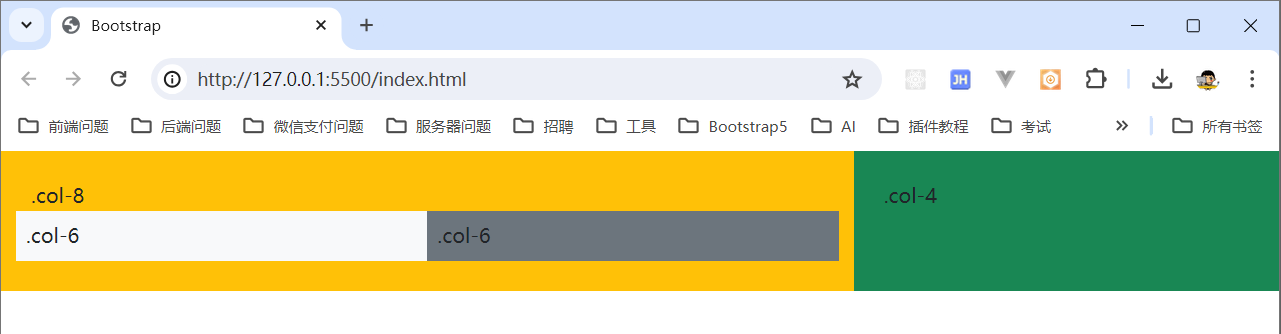 Bootstrap
http://127.0.0.1:5500/index.html
JH
前端问题 后端问题 微信支付问题 服务器问题 招聘 工具 Bootstrap5 AI 插件教程 考试 所有书签
.col-8 .col-4
.col-6 .col-6